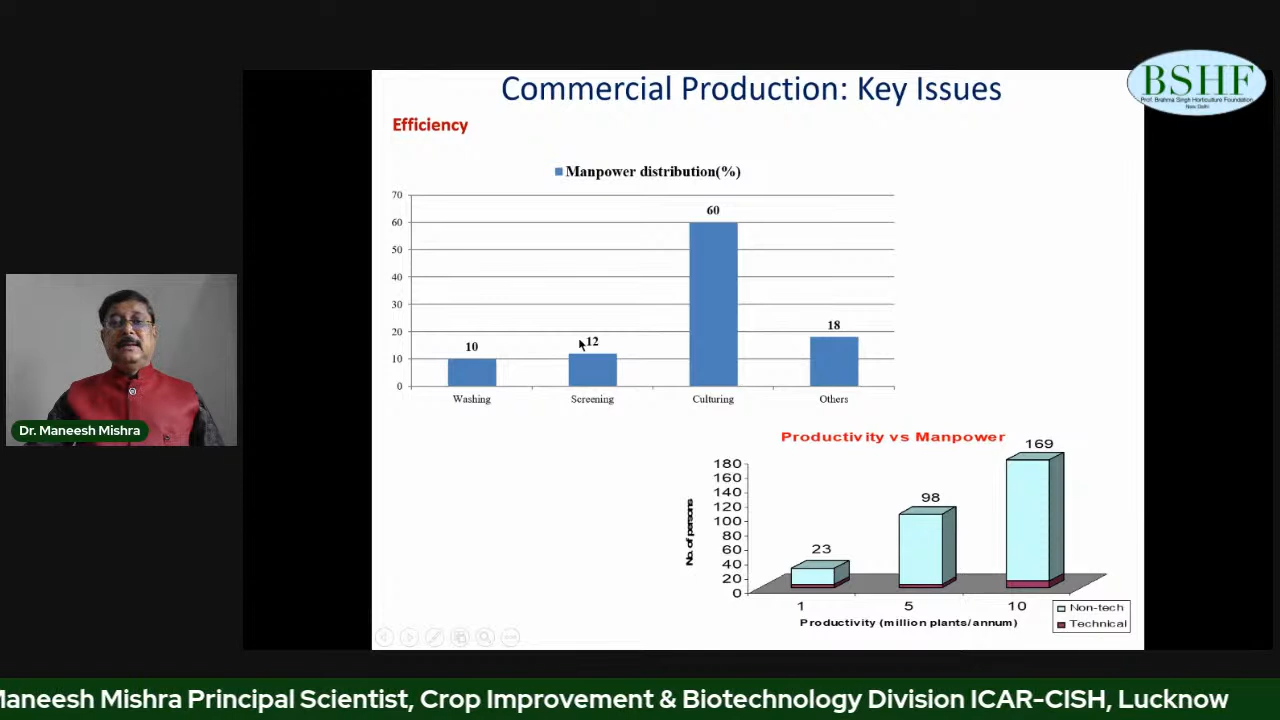 Commercial Production: Key Issues
BSHF
Prof. Brahma Singh Horticulture Foundation
New Delhi
Efficiency
Manpower distribution(%)
70
60
50
40
30
20
10
0
10
12
60
18
Washing
Screening
Culturing
Others
Dr. Maneesh Mishra
Productivity vs Manpower
No. of persons
180
160
140
120
100
80
60
40
20
0
23
98
169
1
5
10
Productivity (million plants/annum)
Non-tech
Technical
Maneesh Mishra Principal Scientist, Crop Improvement & Biotechnology Division ICAR-CISH, Lucknow